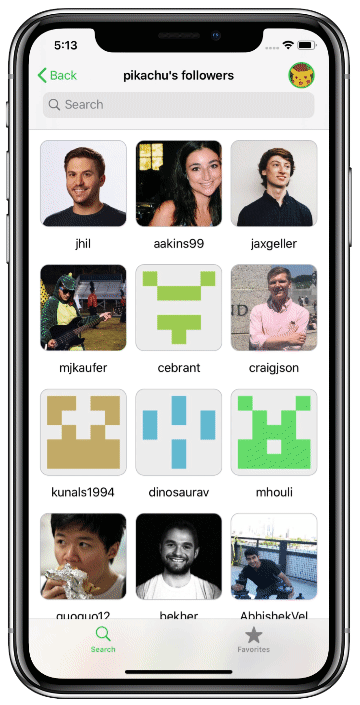 5:13
Back
pikachu's followers
Search
jhil
aakins99
jaxgeller
mjkaufer
cebrant
craigjson
kunals1994
dinosaurav
mhouli
guoguo12
bekher
AbhishekVel
Search
Favorites